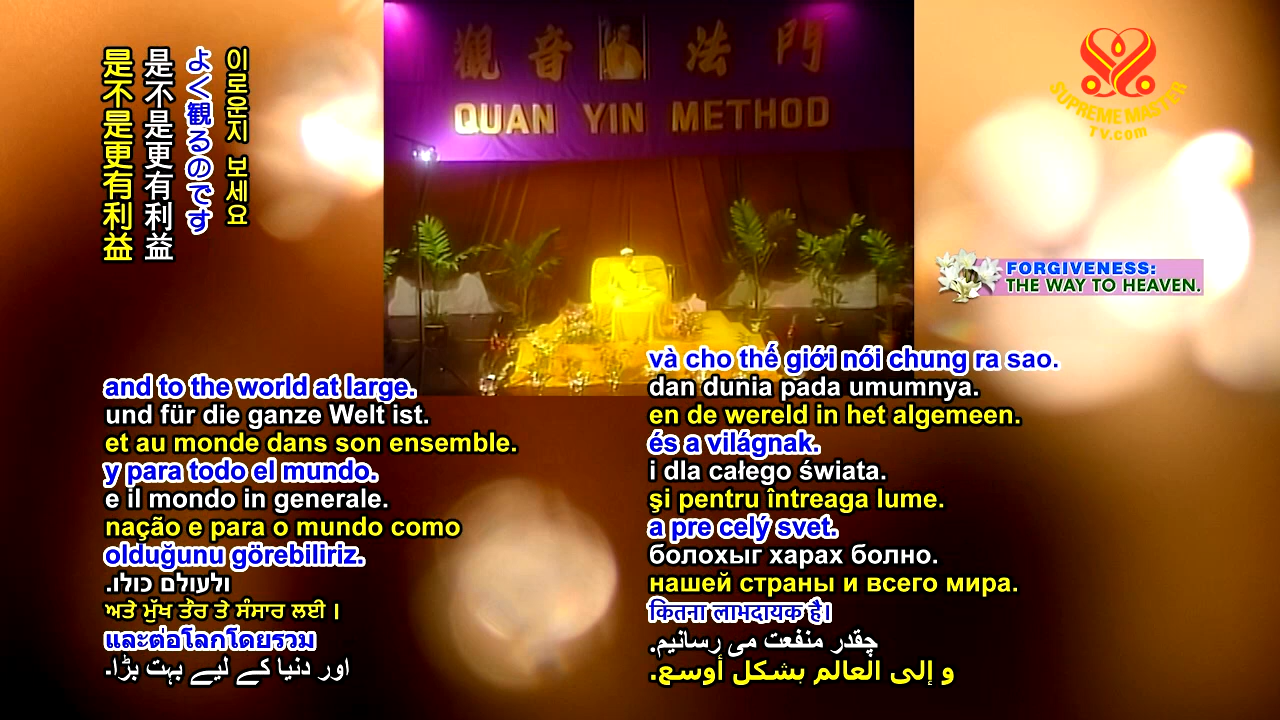 觀音法門
QUAN YIN METHOD
SUPREME MASTER
TV.com
이로운지 보세요
よく観るのです
是不是更有利益
是不是更有利益
FORGIVENESS:
THE WAY TO HEAVEN.
and to the world at large.
und für die ganze Welt ist.
et au monde dans son ensemble.
y para todo el mundo.
e il mondo in generale.
nação e para o mundo como
olduğunu görebiliriz.
ולעולם כולו.
ਅਤੇ ਮੁੱਖ ਤੌਰ ਤੇ ਸੰਸਾਰ ਲਈ।
และต่อโลกโดยรวม
اور دنیا کے لیے بہت بڑا۔
và cho thế giới nói chung ra sao.
dan dunia pada umumnya.
en de wereld in het algemeen.
és a világnak.
i dla całego świata.
şi pentru întreaga lume.
a pre celý svet.
болохыг харах болно.
нашей страны и всего мира.
कितना लाभदायक है।
چقدر منفعت می رسانیم.
و إلى العالم بشكل أوسع.